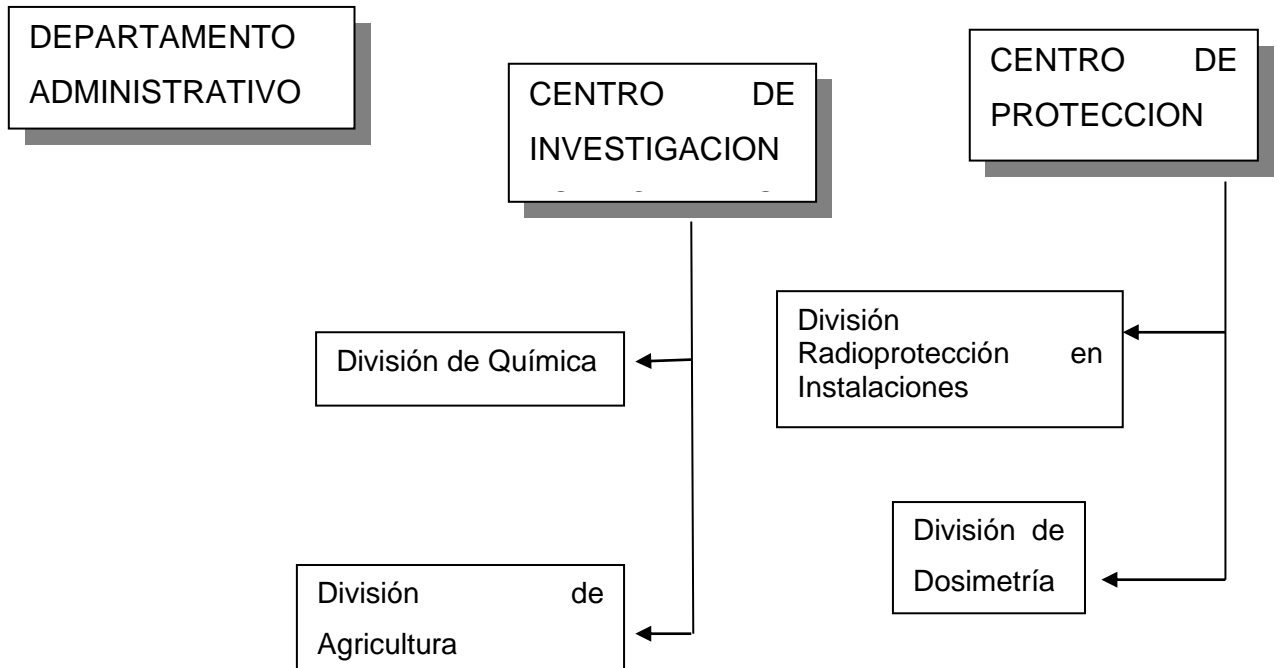 DEPARTAMENTO
ADMINISTRATIVO
CENTRO DE
INVESTIGACION
CENTRO DE
PROTECCION
División de Química
División
Radioprotección en
Instalaciones
División de
Dosimetría
División de
Agricultura